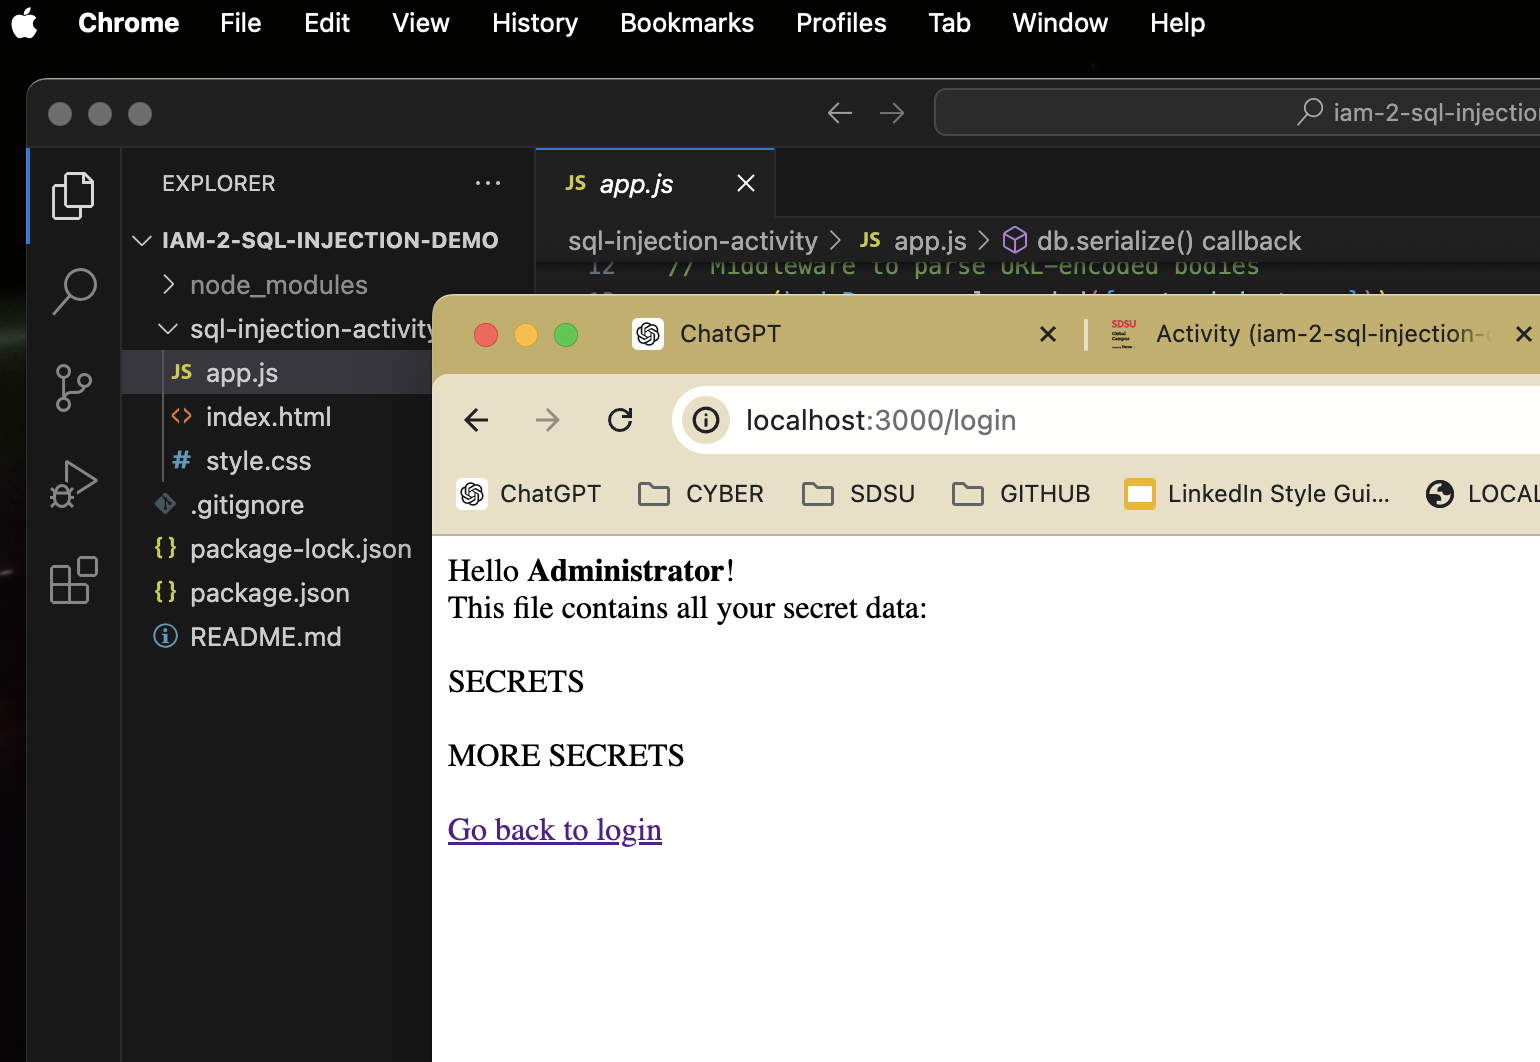 Chrome File Edit View History Bookmarks Profiles Tab Window Help
iam-2-sql-injectio
EXPLORER
JS app.js
IAM-2-SQL-INJECTION-DEMO
sql-injection-activity > JS app.js > db.serialize() callback
node_modules
12 // Middleware to parse URL-encoded bodies
sql-injection-activity
JS app.js
index.html
# style.css
.gitignore
{} package-lock.json
{} package.json
README.md
ChatGPT
SDSU
Activity (iam-2-sql-injection-
localhost:3000/login
ChatGPT CYBER SDSU GITHUB LinkedIn Style Gui... LOCAL
Hello Administrator!
This file contains all your secret data:
SECRETS
MORE SECRETS
Go back to login